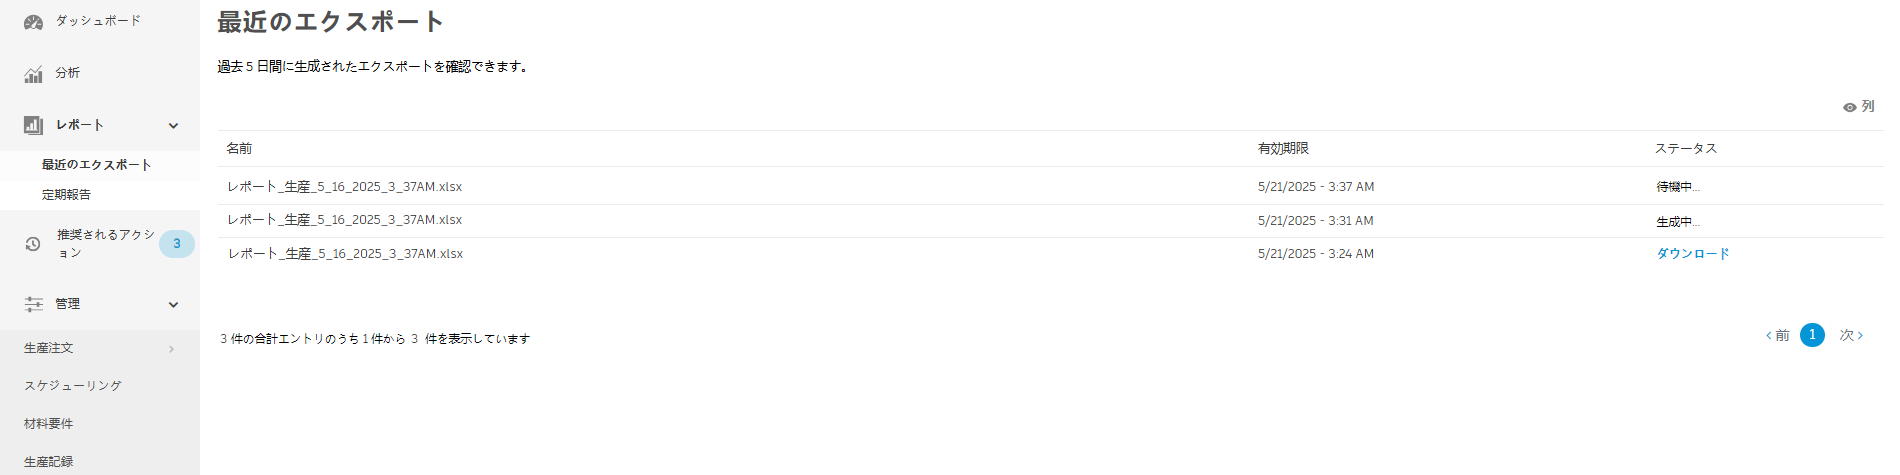 ダッシュボード
分析
レポート
最近のエクスポート
定期報告
推奨されるアクシ
ョン
3
管理
生産注文
スケジューリング
材料要件
生産記録
最近のエクスポート
過去 5 日間に生成されたエクスポートを確認できます。
列
名前 有効期限 ステータス
レポート_生産_5_16_2025_3_37AM.xlsx 5/21/2025 - 3:37 AM 待機中...
レポート_生産_5_16_2025_3_37AM.xlsx 5/21/2025 - 3:31 AM 生成中...
レポート_生産_5_16_2025_3_37AM.xlsx 5/21/2025 - 3:24 AM ダウンロード
3 件の合計エントリのうち 1 件から 3 件を表示しています
前 1 次